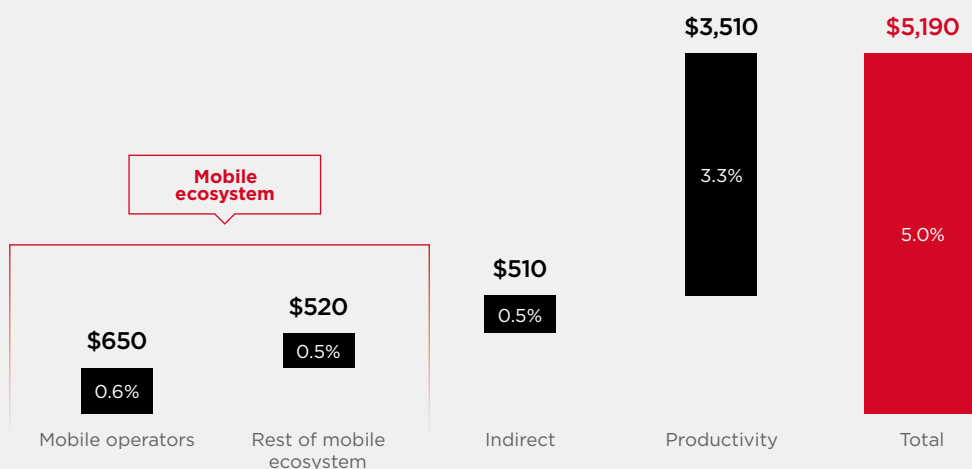 $3,510
$5,190
3.3%
Mobile
ecosystem
5.0%
$510
$520
0.5%
$650
0.5%
0.6%
Mobile operators
Rest of mobile
ecosystem
Indirect
Productivity
Total